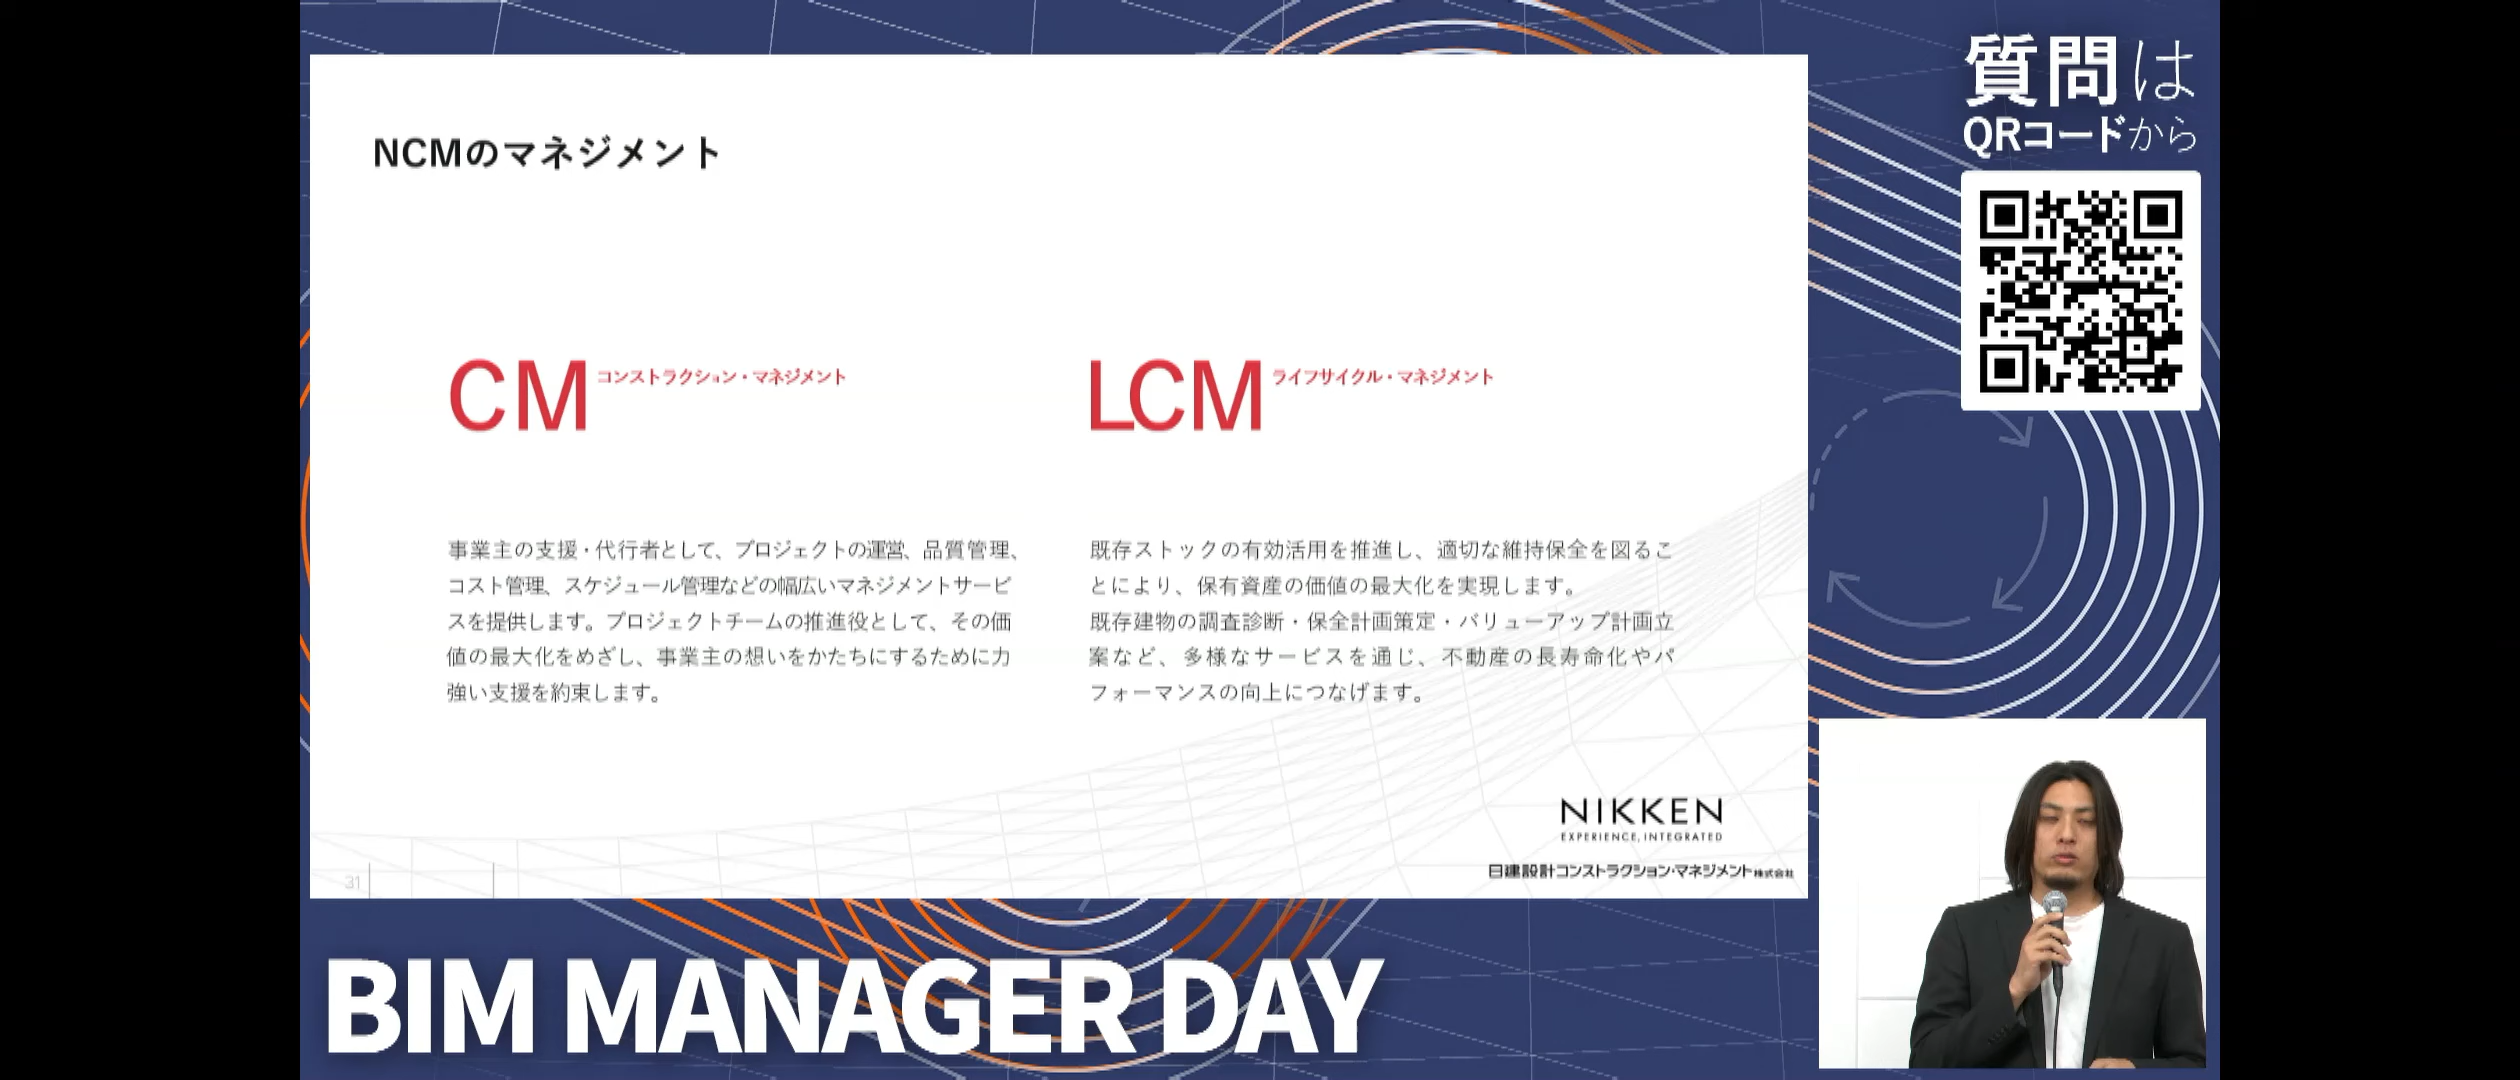 質問は
QRコードから
NCMのマネジメント
CM コンストラクション・マネジメント
事業主の支援・代行者として、プロジェクトの運営、品質管理、
コスト管理、スケジュール管理などの幅広いマネジメントサービ
スを提供します。プロジェクトチームの推進役として、その価
値の最大化をめざし、事業主の想いをかたちにするために力
強い支援を約束します。
LCM ライフサイクル・マネジメント
既存ストックの有効活用を推進し、適切な維持保全を図るこ
とにより、保有資産の価値の最大化を実現します。
既存建物の調査診断・保全計画策定・バリューアップ計画立
案など、多様なサービスを通じ、不動産の長寿命化やパ
フォーマンスの向上につなげます。
NIKKEN
EXPERIENCE, INTEGRATED
日建設計コンストラクション・マネジメント株式会社
31
BIM MANAGER DAY